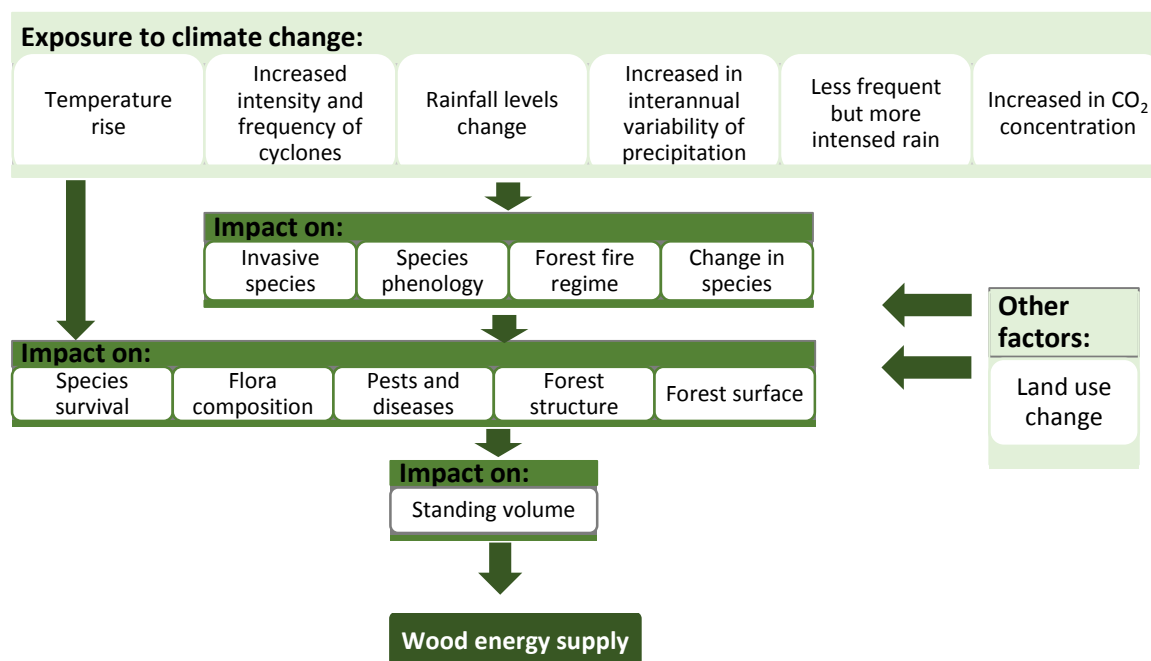 Exposure to climate change:
Temperature
rise
Increased
intensity and
frequency of
cyclones
Rainfall levels
change
Increased in
interannual
variability of
precipitation
Less frequent
but more
intensed rain
Increased in CO₂
concentration
Impact on:
Invasive
species
Species
phenology
Forest fire
regime
Change in
species
Other
factors:
Land use
change
Impact on:
Species
survival
Flora
composition
Pests and
diseases
Forest
structure
Forest surface
Impact on:
Standing volume
Wood energy supply